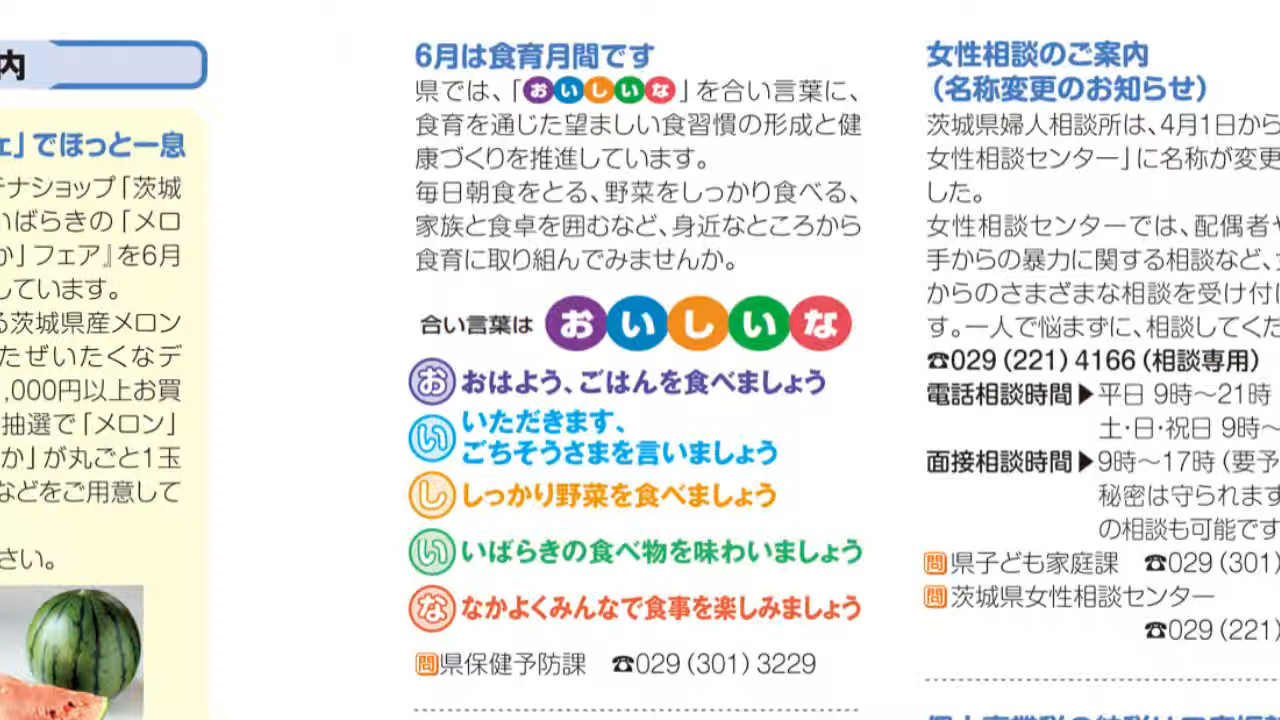 内
ェ」でほっと一息
テナショップ「茨城
いばらきの「メロ
か」フェア』を6月
しています。
る茨城県産メロン
たぜいたくなデ
,000円以上お買
抽選で「メロン」
か」が丸ごと1玉
などをご用意して
さい。
6月は食育月間です
県では、「おいしいな」を合い言葉に、
食育を通じた望ましい食習慣の形成と健
康づくりを推進しています。
毎日朝食をとる、野菜をしっかり食べる、
家族と食卓を囲むなど、身近なところから
食育に取り組んでみませんか。
合い言葉は おいしいな
お おはよう、ごはんを食べましょう
い いただきます、
ごちそうさまを言いましょう
し しっかり野菜を食べましょう
い いばらきの食べ物を味わいましょう
な なかよくみんなで食事を楽しみましょう
問県保健予防課 ☎029(301)3229
女性相談のご案内
(名称変更のお知らせ)
茨城県婦人相談所は、4月1日から
女性相談センター」に名称が変更
した。
女性相談センターでは、配偶者や
手からの暴力に関する相談など、
からのさまざまな相談を受け付け
す。一人で悩まずに、相談してくだ
☎029(221)4166(相談専用)
電話相談時間▶平日 9時~21時
土・日・祝日 9時~
面接相談時間▶9時~17時(要予
秘密は守られます
の相談も可能です
問県子ども家庭課 ☎029(301)
問茨城県女性相談センター
☎029(221)